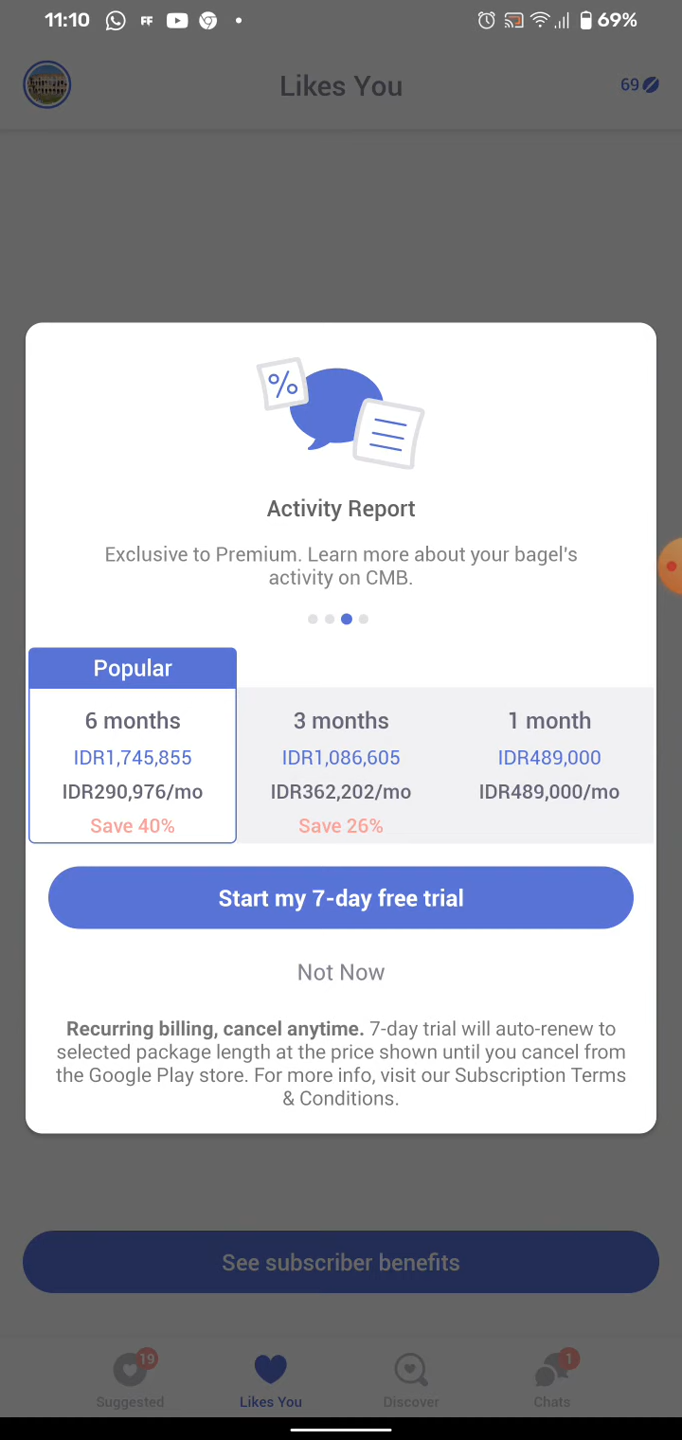 11:10 FF 69%
Likes You
69
%
Activity Report
Exclusive to Premium. Learn more about your bagel's
activity on CMB.
Popular
6 months 3 months 1 month
IDR1,745,855 IDR1,086,605 IDR489,000
IDR290,976/mo IDR362,202/mo IDR489,000/mo
Save 40% Save 26%
Start my 7-day free trial
Not Now
Recurring billing, cancel anytime. 7-day trial will auto-renew to
selected package length at the price shown until you cancel from
the Google Play store. For more info, visit our Subscription Terms
& Conditions.
See subscriber benefits
19 1
Suggested Likes You Discover Chats